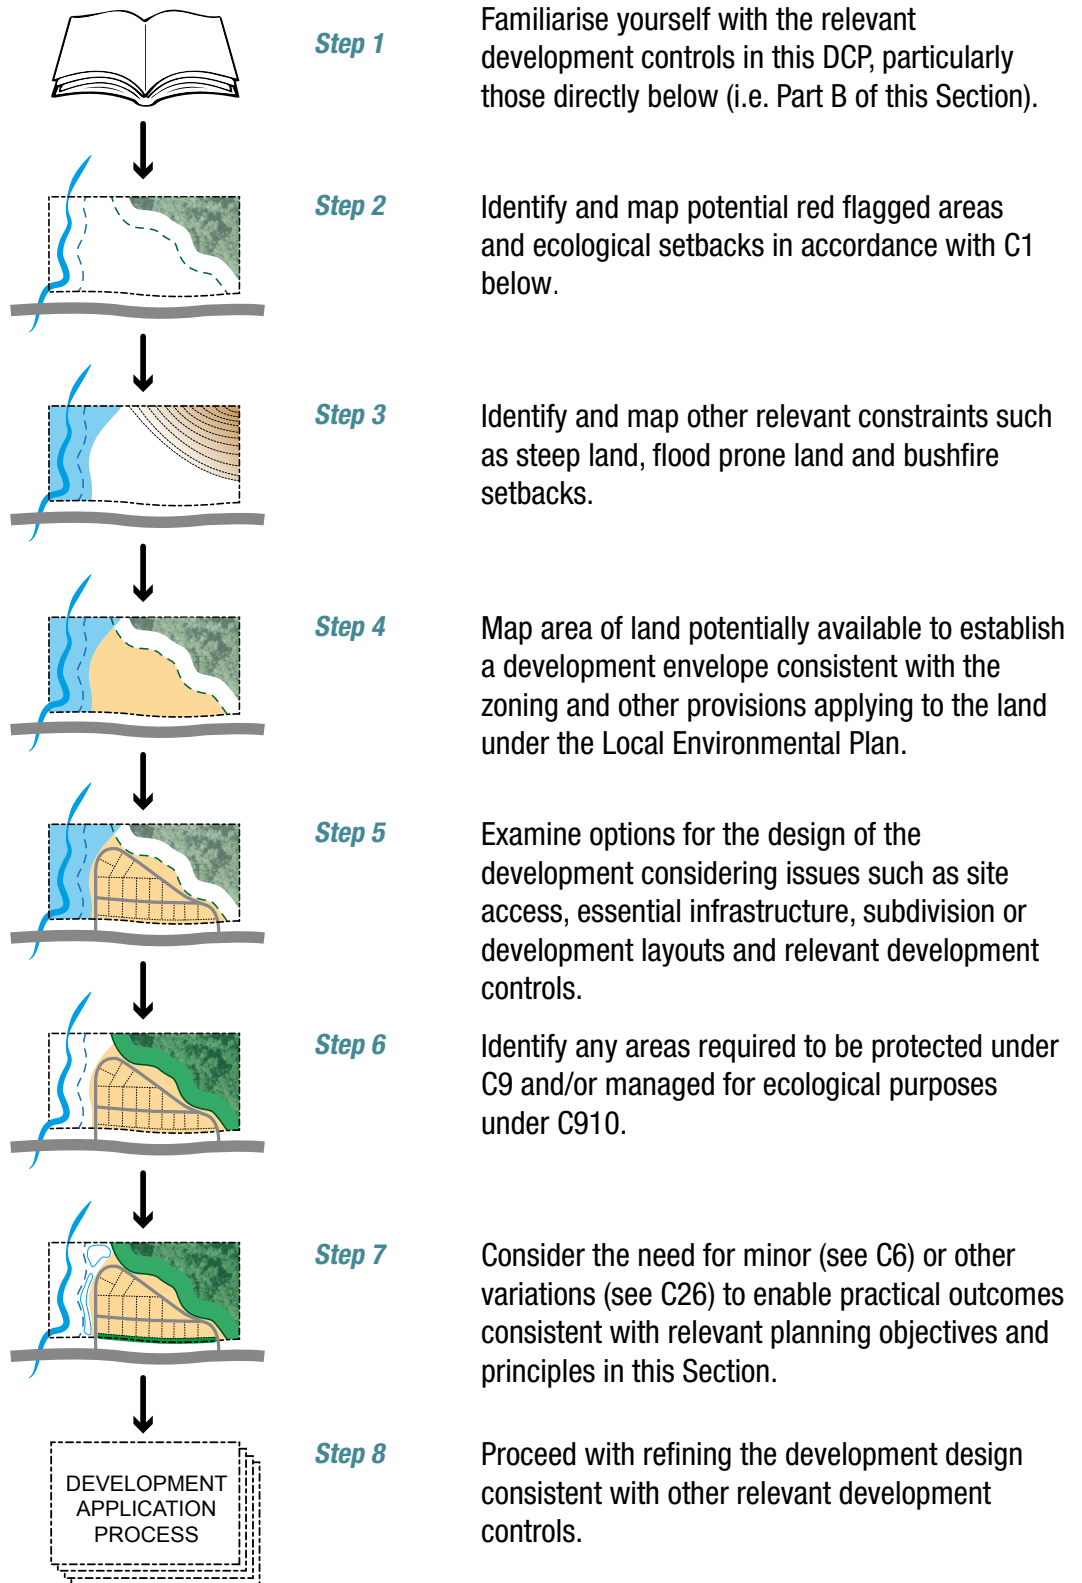 Step 1
Familiarise yourself with the relevant
development controls in this DCP, particularly
those directly below (i.e. Part B of this Section).
Step 2
Identify and map potential red flagged areas
and ecological setbacks in accordance with C1
below.
Step 3
Identify and map other relevant constraints such
as steep land, flood prone land and bushfire
setbacks.
Step 4
Map area of land potentially available to establish
a development envelope consistent with the
zoning and other provisions applying to the land
under the Local Environmental Plan.
Step 5
Examine options for the design of the
development considering issues such as site
access, essential infrastructure, subdivision or
development layouts and relevant development
controls.
Step 6
Identify any areas required to be protected under
C9 and/or managed for ecological purposes
under C910.
Step 7
Consider the need for minor (see C6) or other
variations (see C26) to enable practical outcomes
consistent with relevant planning objectives and
principles in this Section.
DEVELOPMENT
APPLICATION
PROCESS
Step 8
Proceed with refining the development design
consistent with other relevant development
controls.